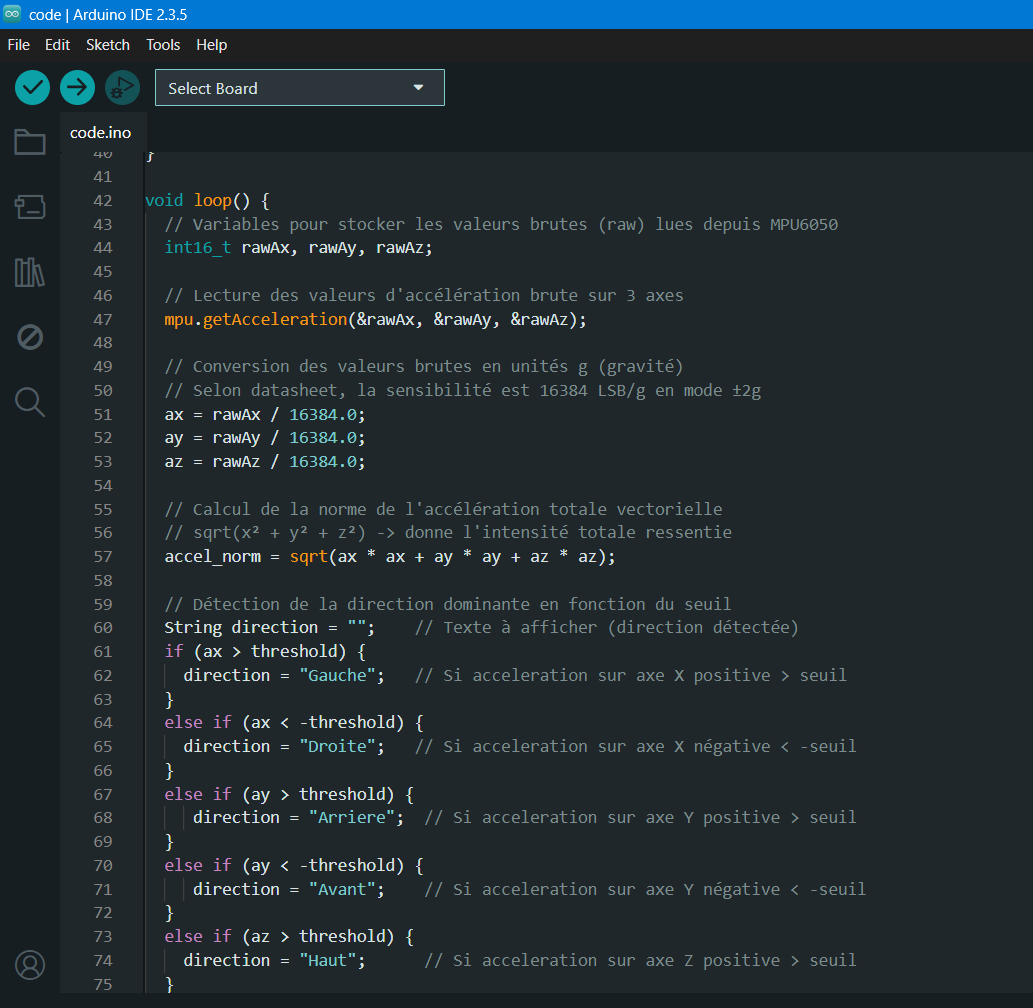 code | Arduino IDE 2.3.5
File Edit Sketch Tools Help
Select Board
code.ino
40 }
41
42 void loop() {
43 // Variables pour stocker les valeurs brutes (raw) lues depuis MPU6050
44 int16_t rawAx, rawAy, rawAz;
45
46 // Lecture des valeurs d'accélération brute sur 3 axes
47 mpu.getAcceleration(&rawAx, &rawAy, &rawAz);
48
49 // Conversion des valeurs brutes en unités g (gravité)
50 // Selon datasheet, la sensibilité est 16384 LSB/g en mode ±2g
51 ax = rawAx / 16384.0;
52 ay = rawAy / 16384.0;
53 az = rawAz / 16384.0;
54
55 // Calcul de la norme de l'accélération totale vectorielle
56 // sqrt(x² + y² + z²) -> donne l'intensité totale ressentie
57 accel_norm = sqrt(ax * ax + ay * ay + az * az);
58
59 // Détection de la direction dominante en fonction du seuil
60 String direction = ""; // Texte à afficher (direction détectée)
61 if (ax > threshold) {
62 direction = "Gauche"; // Si acceleration sur axe X positive > seuil
63 }
64 else if (ax < -threshold) {
65 direction = "Droite"; // Si acceleration sur axe X négative < -seuil
66 }
67 else if (ay > threshold) {
68 direction = "Arriere"; // Si acceleration sur axe Y positive > seuil
69 }
70 else if (ay < -threshold) {
71 direction = "Avant"; // Si acceleration sur axe Y négative < -seuil
72 }
73 else if (az > threshold) {
74 direction = "Haut"; // Si acceleration sur axe Z positive > seuil
75 }